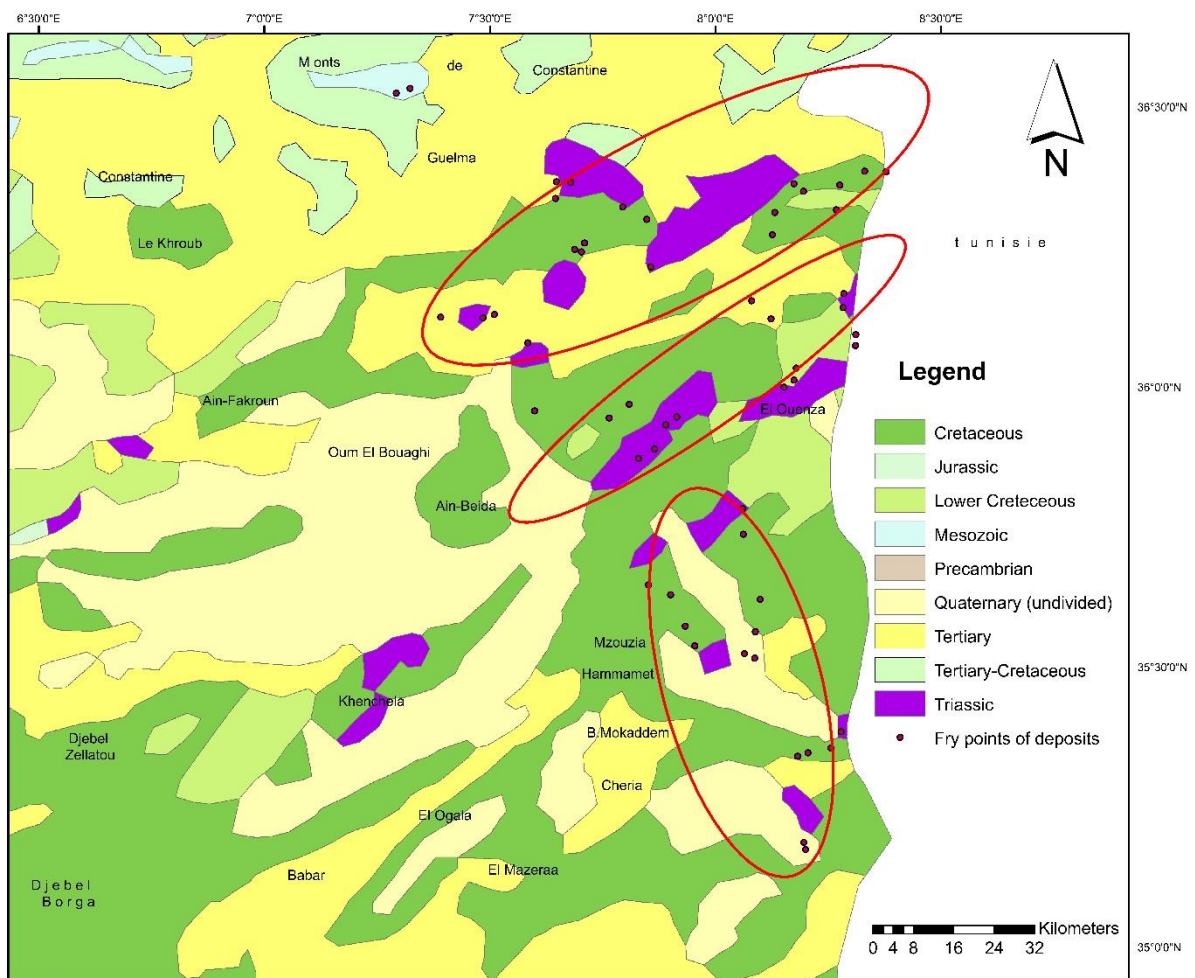 6°30'0"E 7°0'0"E 7°30'0"E 8°0'0"E 8°30'0"E
Monts de Constantine
36°30'0"N
N
Guelma
Constantine
Le Khroub
tunisie
Legend
36°0'0"N
El Ouenza
Ain-Fakroun
Cretaceous
Oum El Bouaghi
Jurassic
Lower Creteceous
Ain-Beida
Mesozoic
Precambrian
Quaternary (undivided)
Tertiary
Mzouzia
Tertiary-Cretaceous
35°30'0"N
Hammamet
Khenchela
Triassic
Djebel
Zellatou
B.Mokaddem
Fry points of deposits
Cheria
El Ogala
El Mazeraa
Babar
Djebel
Borga
Kilometers
0 4 8 16 24 32
35°0'0"N